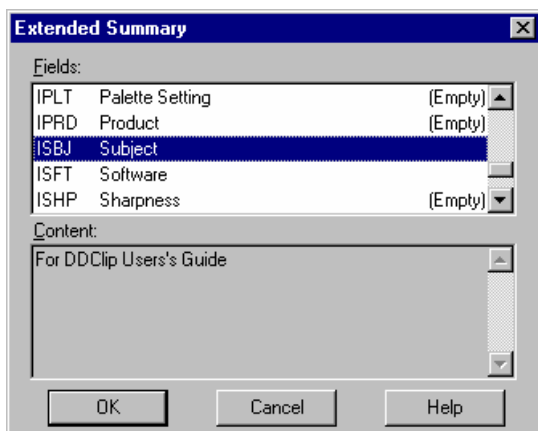 Extended Summary
Fields:
IPLT Palette Setting (Empty)
IPRD Product (Empty)
ISBJ Subject
ISFT Software
ISHP Sharpness (Empty)
Content:
For DDClip Users's Guide
OK Cancel Help